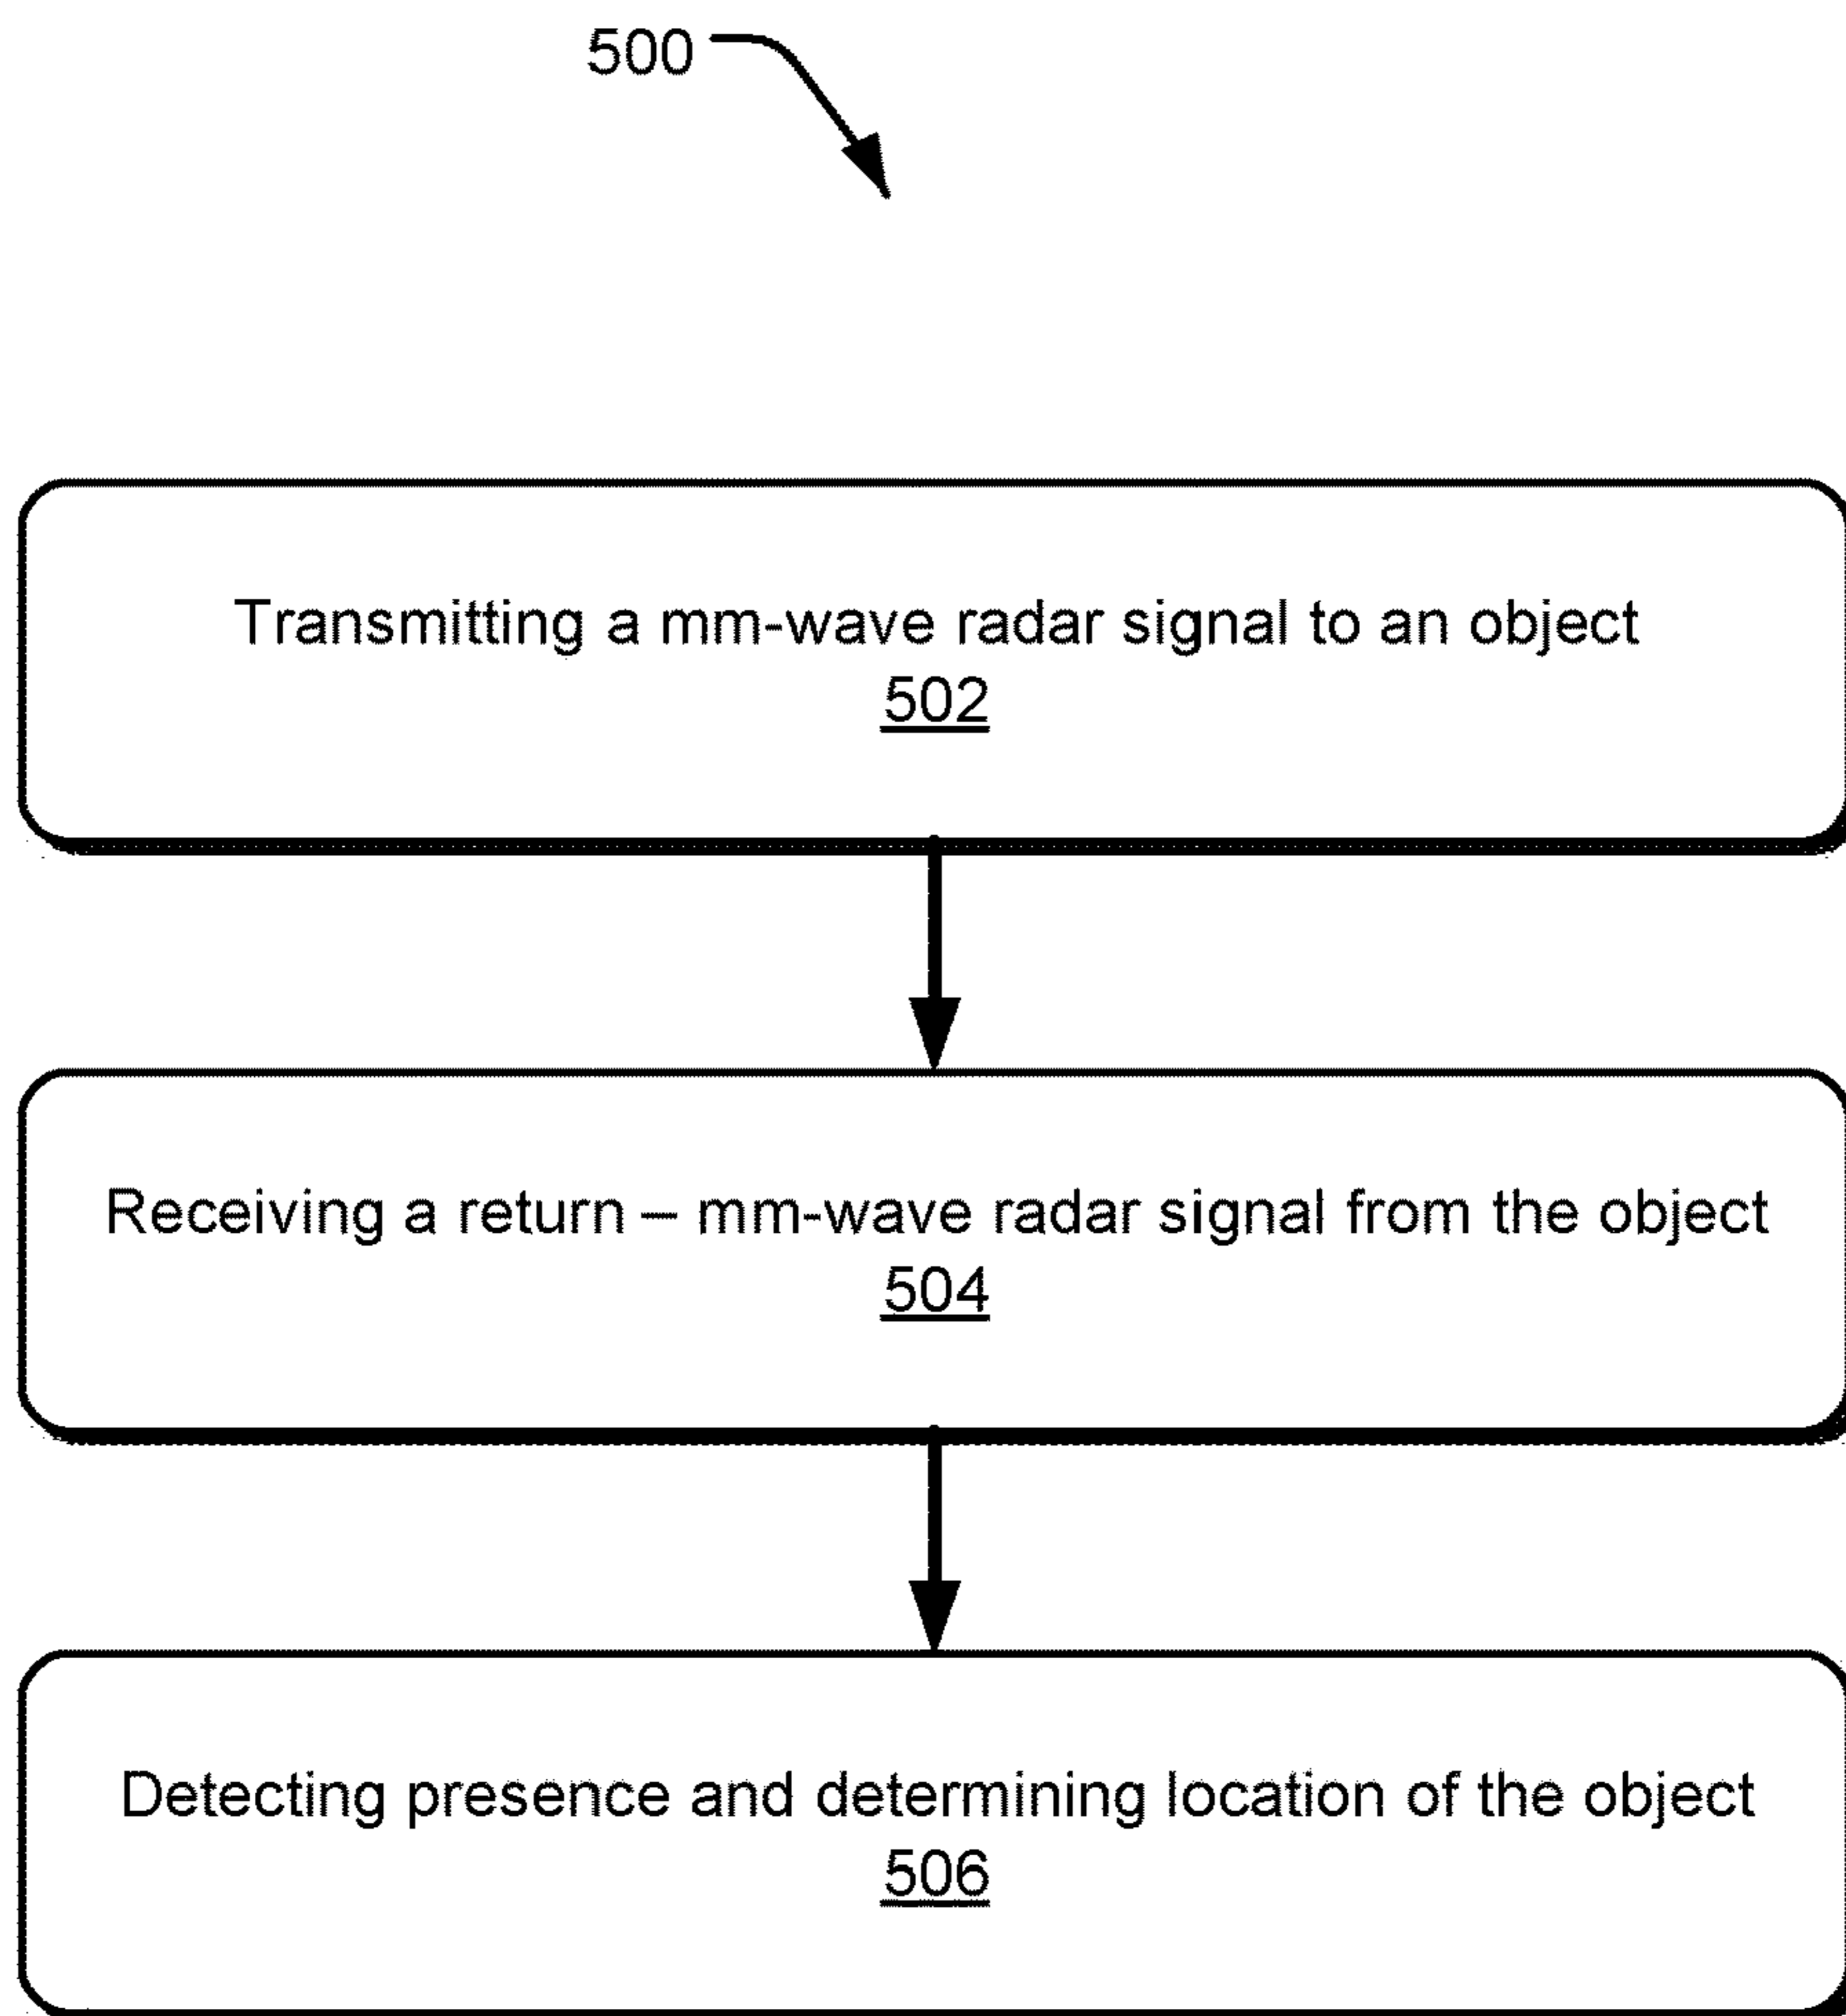 500
Transmitting a mm-wave radar signal to an object
502
Receiving a return – mm-wave radar signal from the object
504
Detecting presence and determining location of the object
506